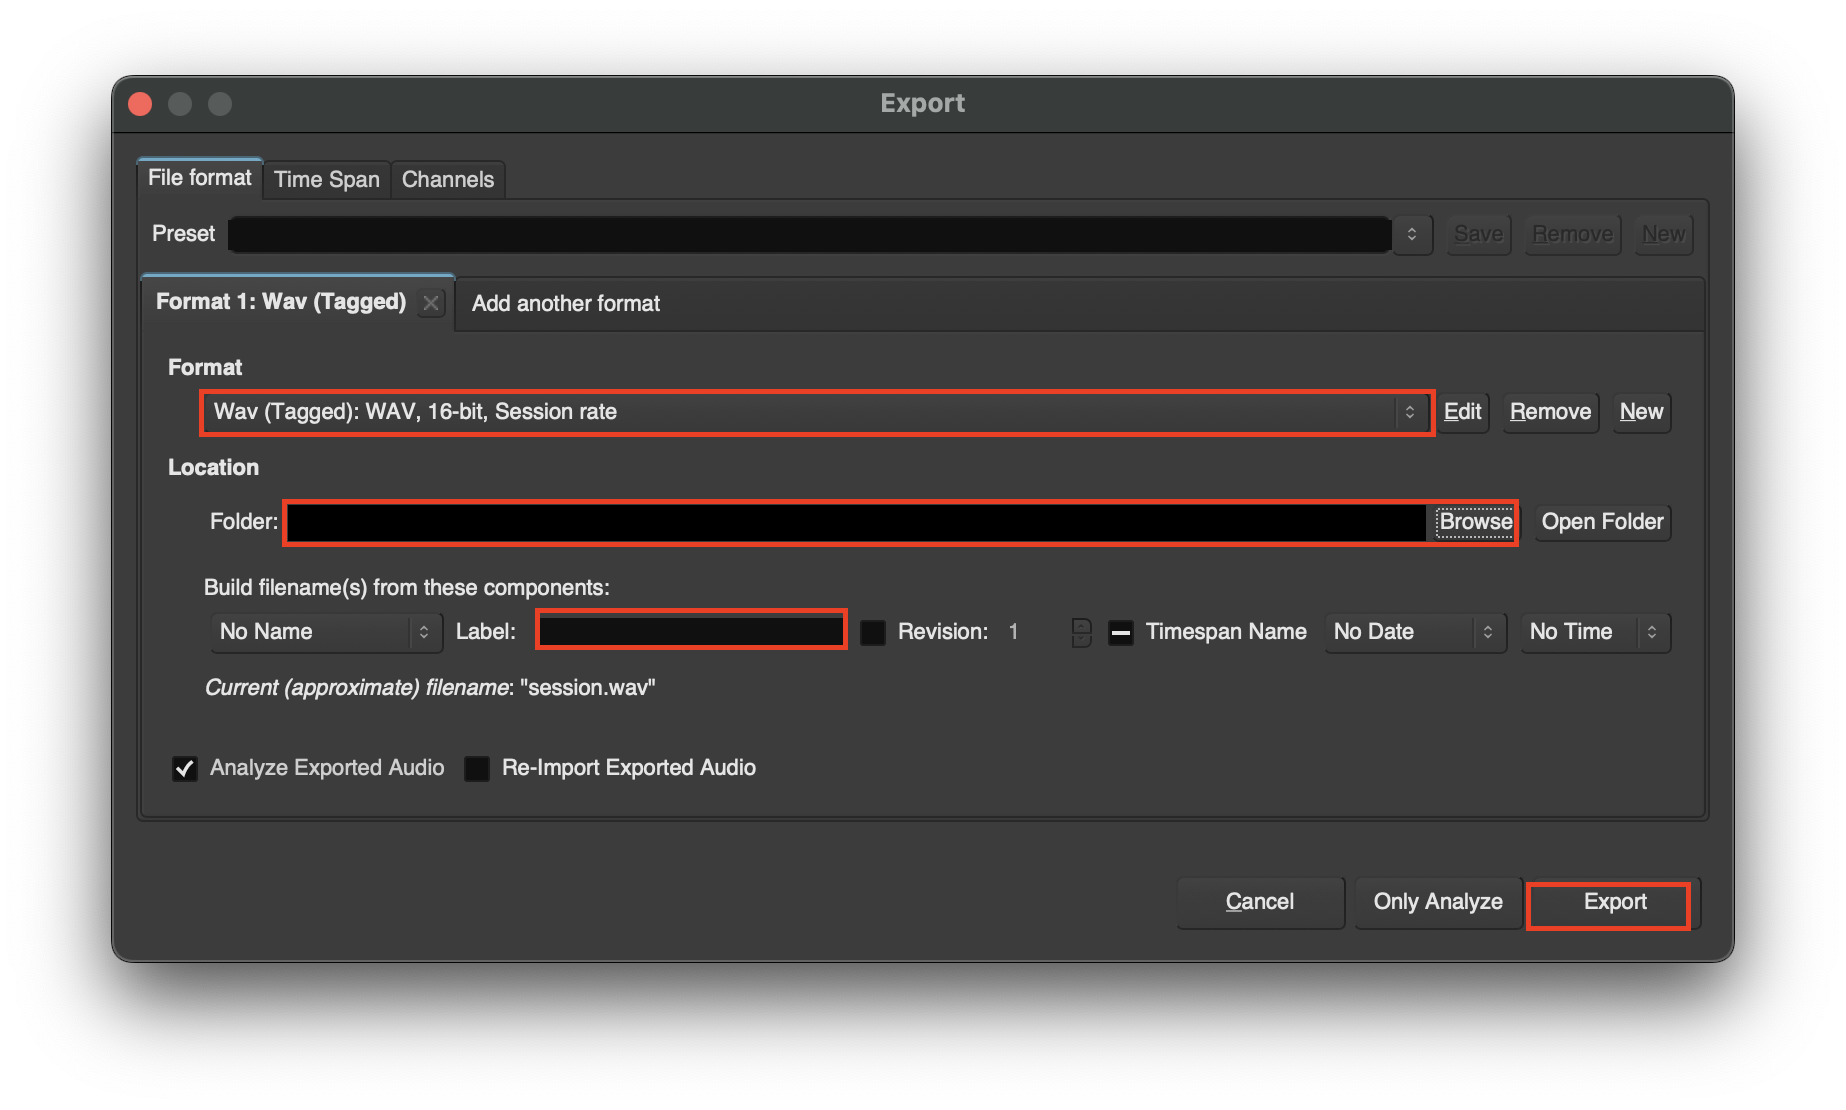 Export
File format Time Span Channels
Preset Save Remove New
Format 1: Wav (Tagged) Add another format
Format
Wav (Tagged): WAV, 16-bit, Session rate Edit Remove New
Location
Folder: Browse Open Folder
Build filename(s) from these components:
No Name Label: Revision: 1 Timespan Name No Date No Time
Current (approximate) filename: "session.wav"
Analyze Exported Audio Re-Import Exported Audio
Cancel Only Analyze Export